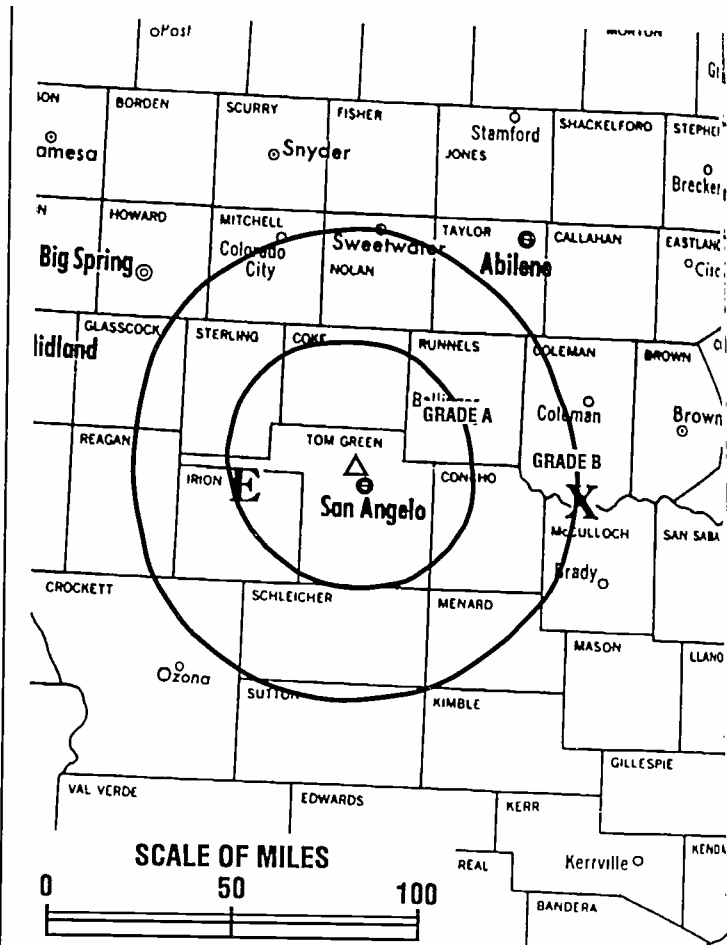 Post
BORDEN
SCURRY
FISHER
Stamford
SHACKELFORD
amesa
Snyder
JONES
HOWARD
MITCHELL
Sweetwater
TAYLOR
CALLAHAN
Big Spring
Colorado
City
NOLAN
Abilene
GLASSCOCK
STERLING
COKE
RUNNELS
COLEMAN
BROWN
lidland
GRADE A
Coleman
Brown
REAGAN
TOM GREEN
GRADE B
IRION
E
CONCHO
San Angelo
X
McCULLOCH
SAN SABA
CROCKETT
SCHLEICHER
MENARD
Brady
MASON
LLANO
Ozona
SUTTON
KIMBLE
GILLESPIE
VAL VERDE
EDWARDS
KERR
SCALE OF MILES
REAL
Kerrville
KENDA
0 50 100
BANDERA